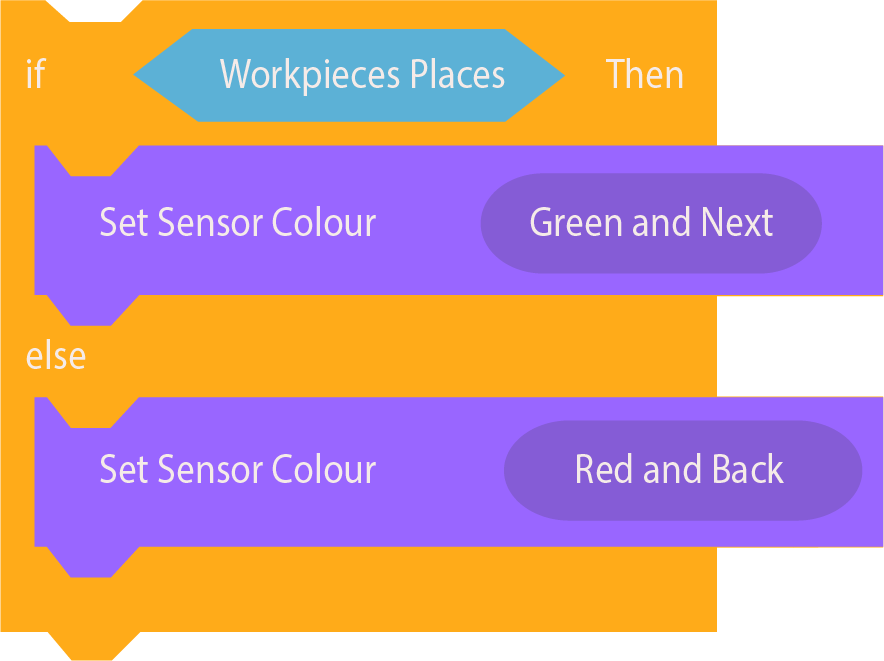 if Workpieces Places Then
Set Sensor Colour Green and Next
else
Set Sensor Colour Red and Back